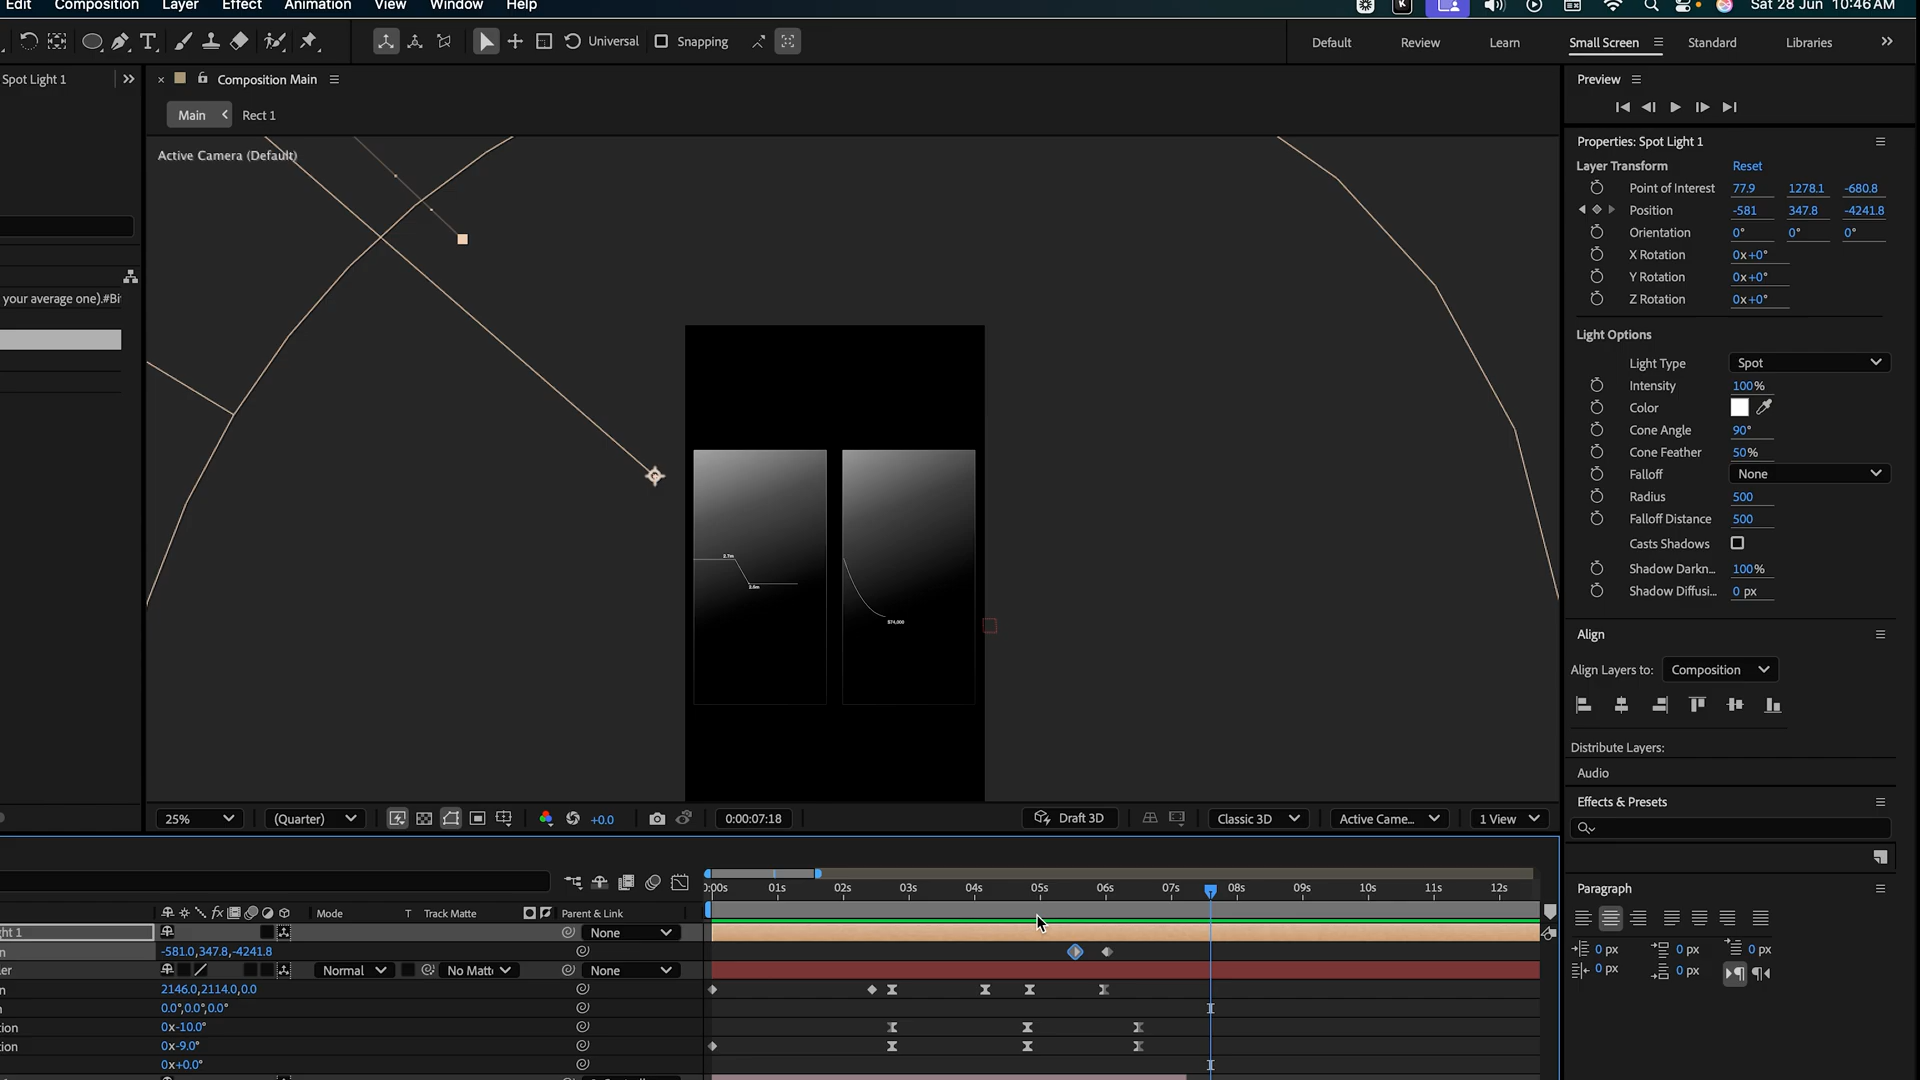 Edit Composition Layer Effect Animation View Window Help Sat 28 Jun 10:46 AM
Universal Snapping Default Review Learn Small Screen Standard Libraries
Spot Light 1
Composition Main
Main Rect 1
Active Camera (Default)
your average one).#Bi
2.7m
2.5m
$74,000
25% (Quarter) +0.0 0:00:07:18 Draft 3D Classic 3D Active Came... 1 View
Preview
Properties: Spot Light 1
Layer Transform Reset
Point of Interest 77.9 1278.1 -680.8
Position -581 347.8 -4241.8
Orientation 0° 0° 0°
X Rotation 0x+0°
Y Rotation 0x+0°
Z Rotation 0x+0°
Light Options
Light Type Spot
Intensity 100%
Color
Cone Angle 90°
Cone Feather 50%
Falloff None
Radius 500
Falloff Distance 500
Casts Shadows
Shadow Darkn... 100%
Shadow Diffusi... 0 px
Align
Align Layers to: Composition
Distribute Layers:
Audio
Effects & Presets
Paragraph
0 px 0 px 0 px
0 px 0 px
0:00s 01s 02s 03s 04s 05s 06s 07s 08s 09s 10s 11s 12s
Mode T Track Matte Parent & Link
ht 1 None
n -581.0,347.8,-4241.8
er Normal No Matt None
n 2146.0,2114.0,0.0
n 0.0°,0.0°,0.0°
tion 0x-10.0°
tion 0x-9.0°
0x+0.0°